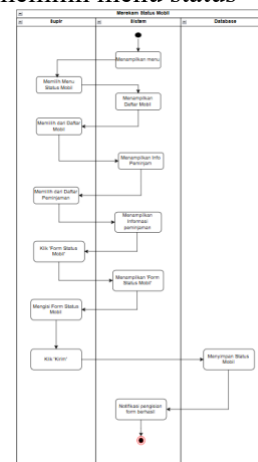 memilih menu status
Merekam Status Mobil
Supir
Sistem
Database
Menampilkan menu
Memilih Menu
Status Mobil
Menampilkan
Daftar Mobil
Memilih dari Daftar
Mobil
Menampilkan Info
Peminjam
Memilih dari Daftar
Peminjaman
Menampilkan
Informasi
peminjaman
Klik 'Form Status
Mobil'
Menampilkan 'Form
Status Mobil'
Mengisi Form Status
Mobil
Klik 'Kirim'
Menyimpan Status
Mobil
Notifikasi pengisian
form berhasil